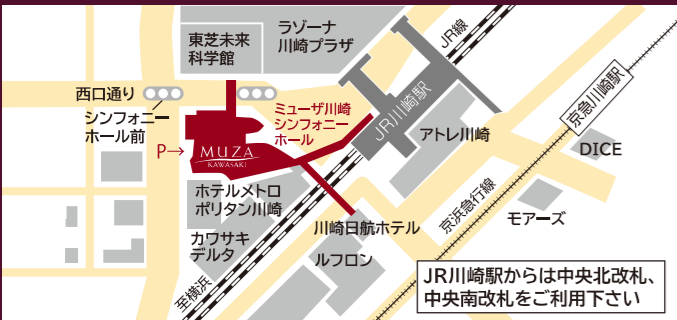 ラゾーナ
川崎プラザ
東芝未来
科学館
JR線
西口通り
シンフォニー
ホール前
ミューザ川崎
シンフォニー
ホール
JR川崎駅
京急川崎駅
アトレ川崎
DICE
P→
MUZA
KAWASAKI
ホテルメトロ
ポリタン川崎
京浜急行線
モアーズ
カワサキ
デルタ
川崎日航ホテル
ルフロン
至横浜
JR川崎駅からは中央北改札、
中央南改札をご利用下さい